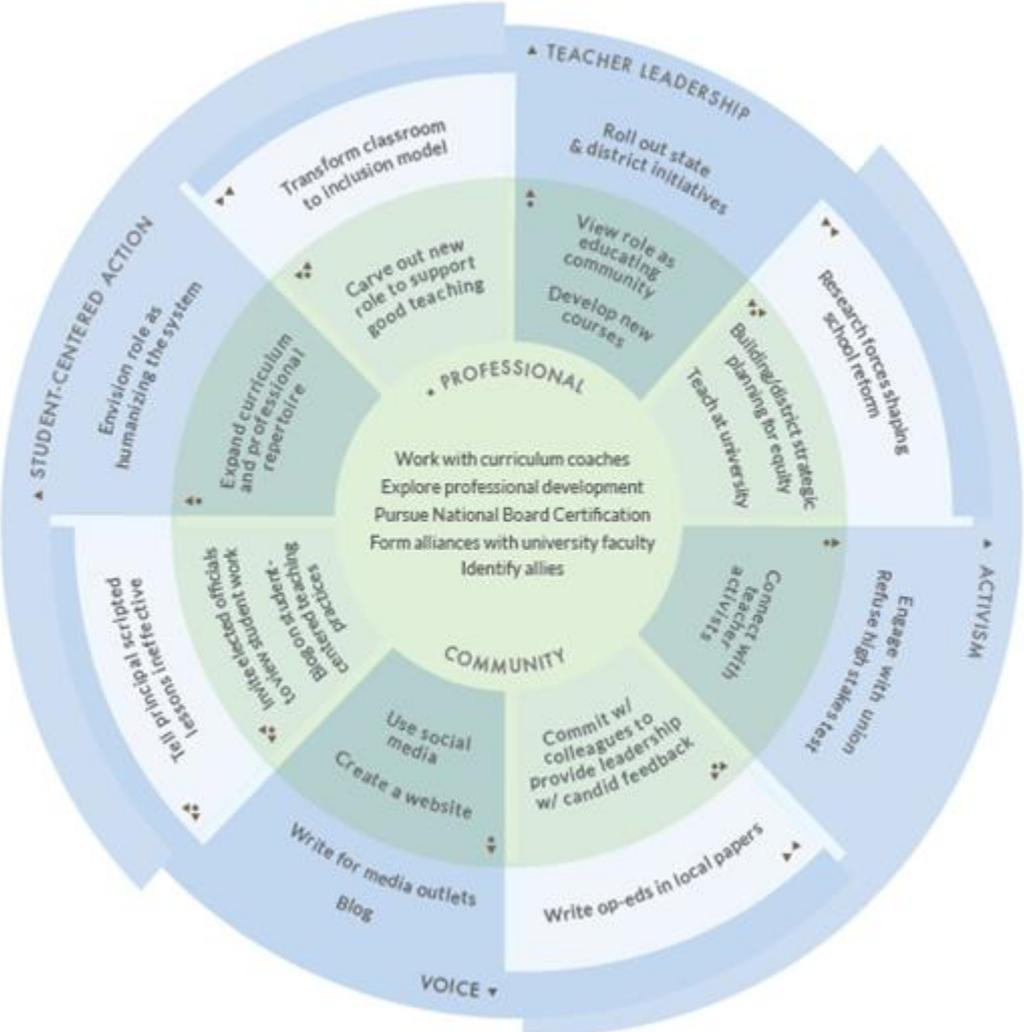 ▲ TEACHER LEADERSHIP
Roll out state
& district initiatives
View role as
educating
community
Develop new
courses
Research forces shaping
school reform
Building/district strategic
planning for equity
Teach at university
▲ ACTIVISM
Engage with union
Refuse high stakes test
Connect with
teacher
activists
Write op-eds in local papers
Commit w/
colleagues to
provide leadership
w/ candid feedback
VOICE ▼
Write for media outlets
Blog
Use social
media
Create a website
Tell principal scripted
lessons ineffective
Invite elected officials
to view student work
Blog on student-
centered teaching
practices
▲ STUDENT-CENTERED ACTION
Envision role as
humanizing the system
Expand curriculum
and professional
repertoire
Transform classroom
to inclusion model
Carve out new
role to support
good teaching
• PROFESSIONAL
Work with curriculum coaches
Explore professional development
Pursue National Board Certification
Form alliances with university faculty
Identify allies
COMMUNITY